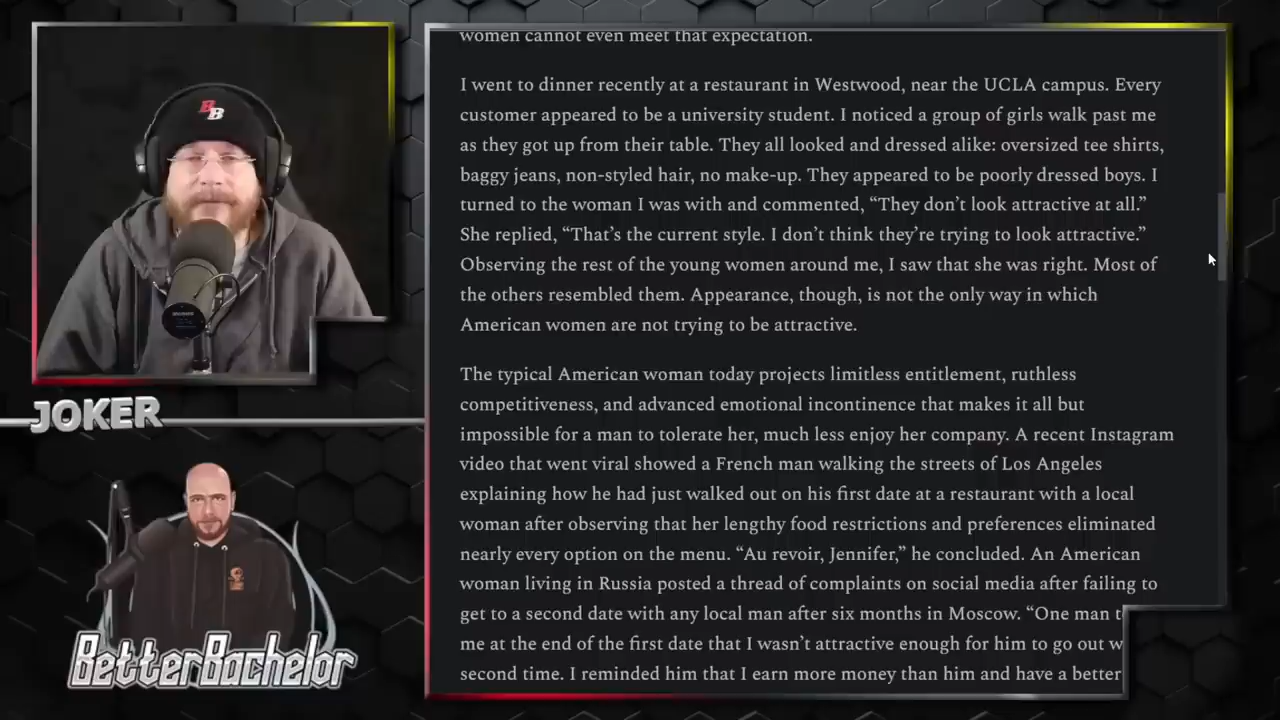 women cannot even meet that expectation.
I went to dinner recently at a restaurant in Westwood, near the UCLA campus. Every
customer appeared to be a university student. I noticed a group of girls walk past me
as they got up from their table. They all looked and dressed alike: oversized tee shirts,
baggy jeans, non-styled hair, no make-up. They appeared to be poorly dressed boys. I
turned to the woman I was with and commented, “They don’t look attractive at all.”
She replied, “That’s the current style. I don’t think they’re trying to look attractive.”
Observing the rest of the young women around me, I saw that she was right. Most of
the others resembled them. Appearance, though, is not the only way in which
American women are not trying to be attractive.
The typical American woman today projects limitless entitlement, ruthless
competitiveness, and advanced emotional incontinence that makes it all but
impossible for a man to tolerate her, much less enjoy her company. A recent Instagram
video that went viral showed a French man walking the streets of Los Angeles
explaining how he had just walked out on his first date at a restaurant with a local
woman after observing that her lengthy food restrictions and preferences eliminated
nearly every option on the menu. “Au revoir, Jennifer,” he concluded. An American
woman living in Russia posted a thread of complaints on social media after failing to
get to a second date with any local man after six months in Moscow. “One man
me at the end of the first date that I wasn’t attractive enough for him to go out
second time. I reminded him that I earn more money than him and have a better
BB
JOKER
BetterBachelor